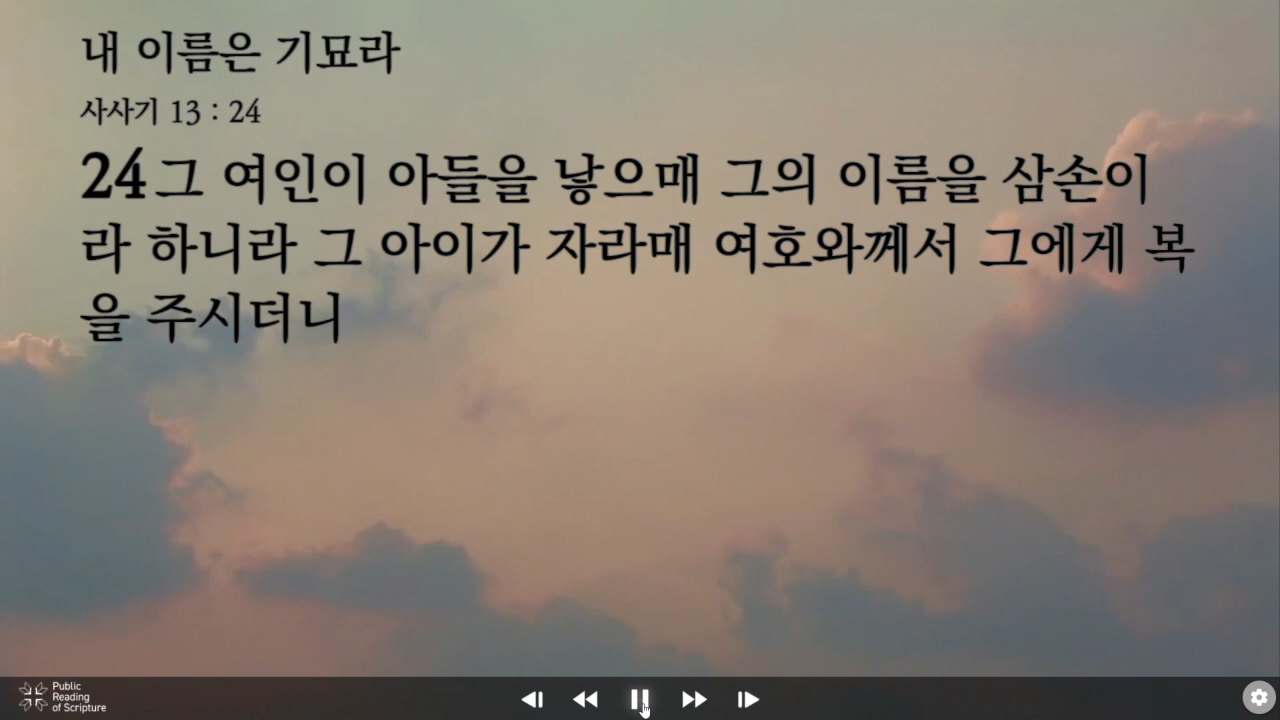 내 이름은 기묘라
사사기 13 : 24
24그 여인이 아들을 낳으매 그의 이름을 삼손이
라 하니라 그 아이가 자라매 여호와께서 그에게 복
을 주시더니
Public
Reading
of Scripture